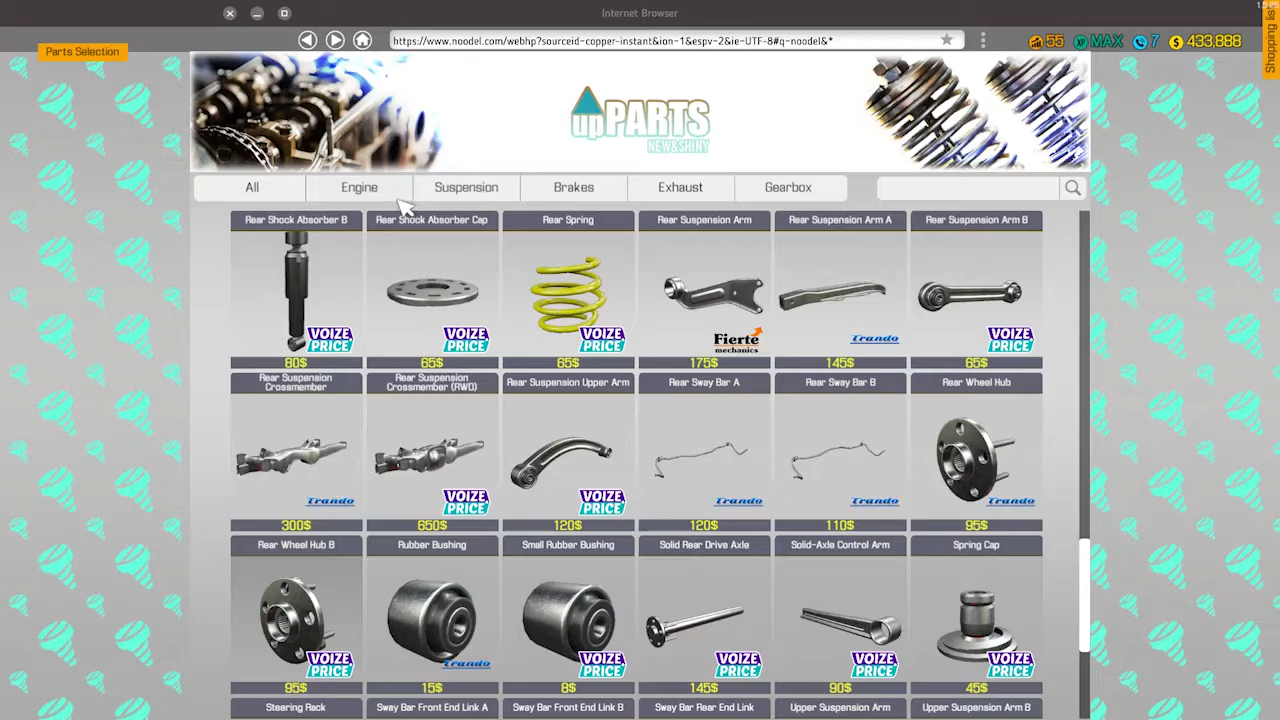 Internet Browser
1.5
Parts Selection
https://www.noodel.com/webhp?sourceid-copper-instant&ion-1&espv-2&ie-UTF-8#q-noodel&*
55
XP MAX
7
$ 433,888
Shopping list
upPARTS
NEW&SHINY
All
Engine
Suspension
Brakes
Exhaust
Gearbox
Rear Shock Absorber B
Rear Shock Absorber Cap
Rear Spring
Rear Suspension Arm
Rear Suspension Arm A
Rear Suspension Arm B
VOIZE
PRICE
VOIZE
PRICE
VOIZE
PRICE
Fierte
mechanics
Trando
VOIZE
PRICE
80$
65$
65$
175$
145$
65$
Rear Suspension
Crossmember
Rear Suspension
Crossmember (RWD)
Rear Suspension Upper Arm
Rear Sway Bar A
Rear Sway Bar B
Rear Wheel Hub
Trando
VOIZE
PRICE
VOIZE
PRICE
Trando
Trando
Trando
300$
650$
120$
120$
110$
95$
Rear Wheel Hub B
Rubber Bushing
Small Rubber Bushing
Solid Rear Drive Axle
Solid-Axle Control Arm
Spring Cap
VOIZE
PRICE
Trando
VOIZE
PRICE
VOIZE
PRICE
VOIZE
PRICE
VOIZE
PRICE
95$
15$
8$
145$
90$
45$
Steering Rack
Sway Bar Front End Link A
Sway Bar Front End Link B
Sway Bar Rear End Link
Upper Suspension Arm
Upper Suspension Arm B